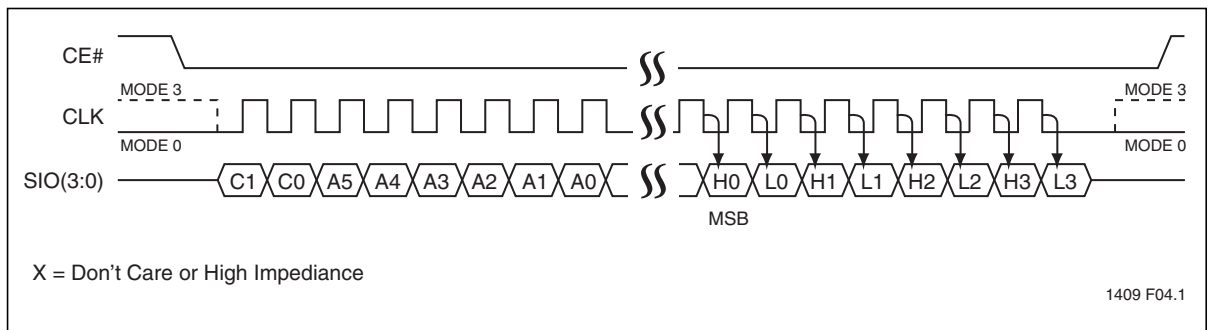 CE#
MODE 3 MODE 3
CLK
MODE 0 MODE 0
SIO(3:0) C1 C0 A5 A4 A3 A2 A1 A0 H0 L0 H1 L1 H2 L2 H3 L3
MSB
X = Don't Care or High Impediance
1409 F04.1